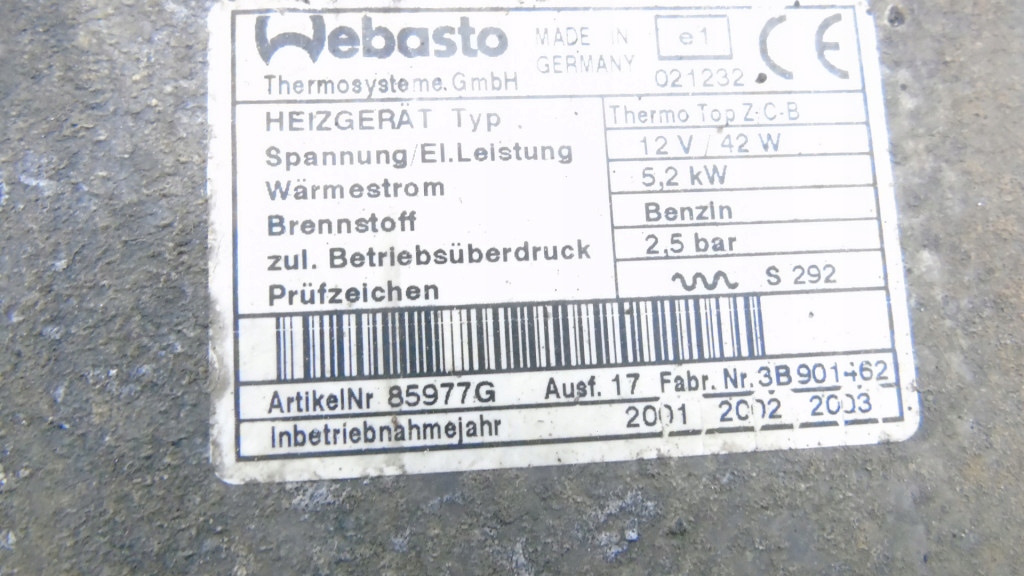 Webasto MADE IN GERMANY e1 CE
Thermosysteme GmbH 021232
HEIZGERÄT Typ Thermo Top Z-C-B
Spannung/El.Leistung 12 V / 42 W
Wärmestrom 5,2 kW
Brennstoff Benzin
zul. Betriebsüberdruck 2,5 bar
Prüfzeichen S 292
ArtikelNr 85977G Ausf. 17 Fabr. Nr. 3B901462
Inbetriebnahmejahr 2001 2002 2003